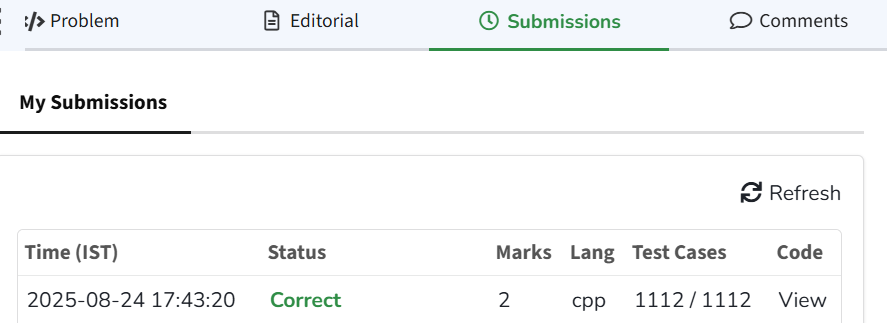 </> Problem Editorial Submissions Comments
My Submissions
Refresh
Time (IST) Status Marks Lang Test Cases Code
2025-08-24 17:43:20 Correct 2 cpp 1112 / 1112 View